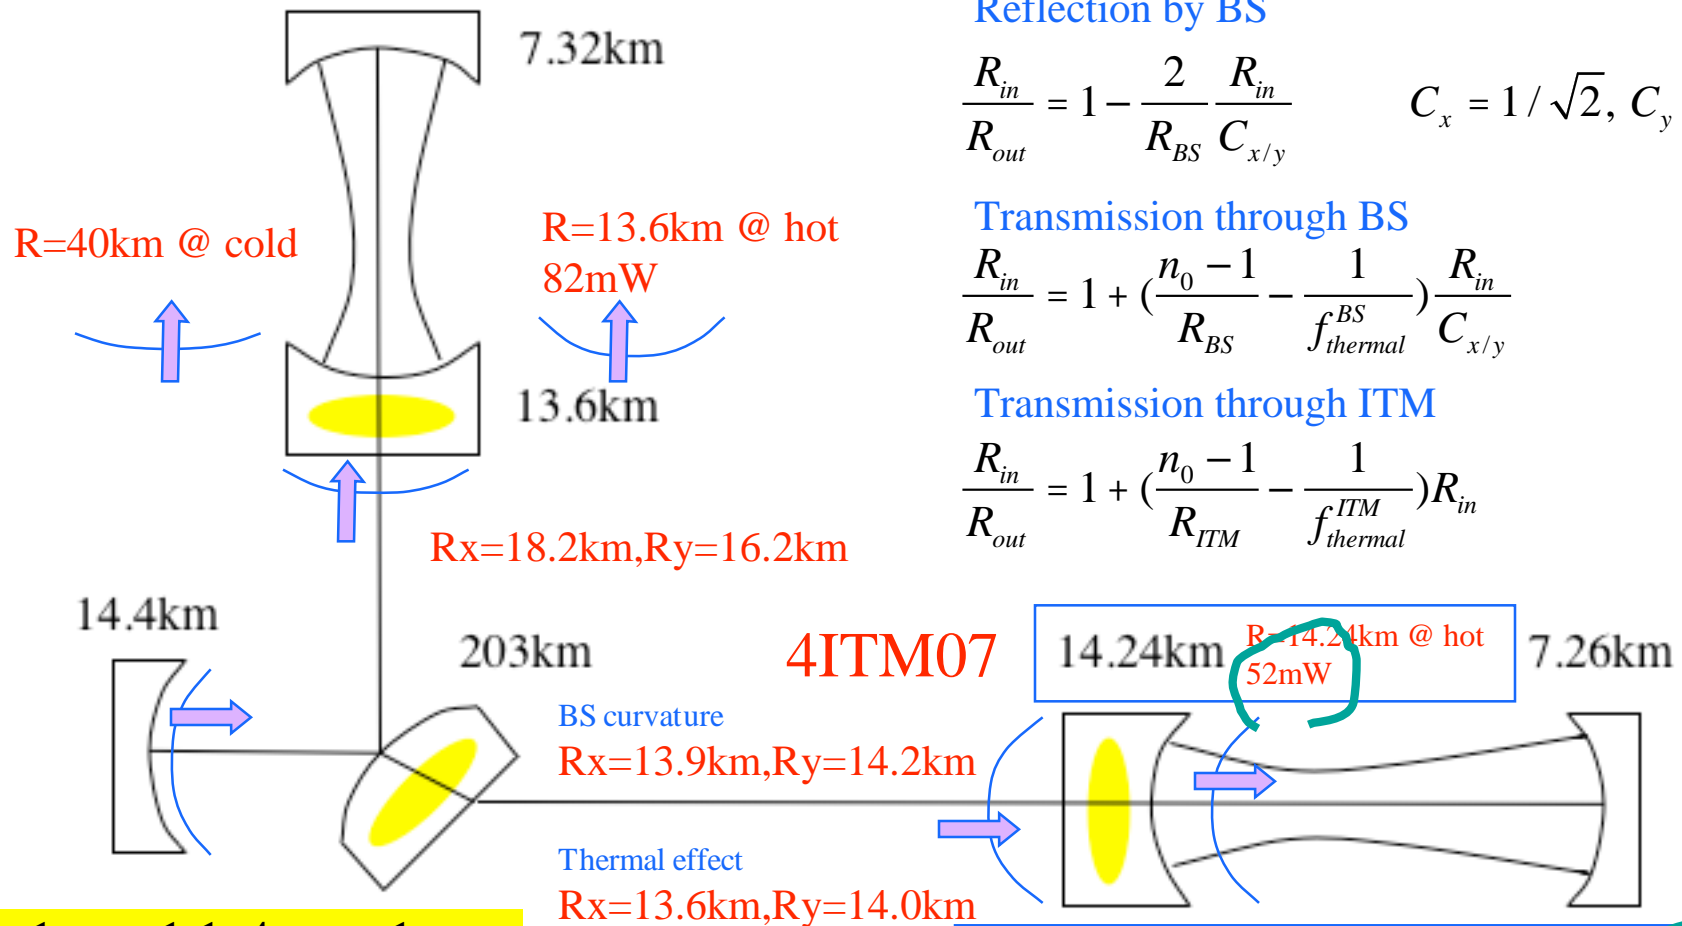 Reflection by BS
R_in / R_out = 1 − (2 / R_BS) (R_in / C_x/y)
C_x = 1 / √2, C_y
Transmission through BS
R_in / R_out = 1 + ((n_0 − 1) / R_BS − 1 / f_thermal^BS) R_in / C_x/y
Transmission through ITM
R_in / R_out = 1 + ((n_0 − 1) / R_ITM − 1 / f_thermal^ITM) R_in
7.32km
R=40km @ cold
R=13.6km @ hot
82mW
13.6km
Rx=18.2km,Ry=16.2km
14.4km
203km
4ITM07
14.24km
R=14.24km @ hot
52mW
7.26km
BS curvature
Rx=13.9km,Ry=14.2km
Thermal effect
Rx=13.6km,Ry=14.0km